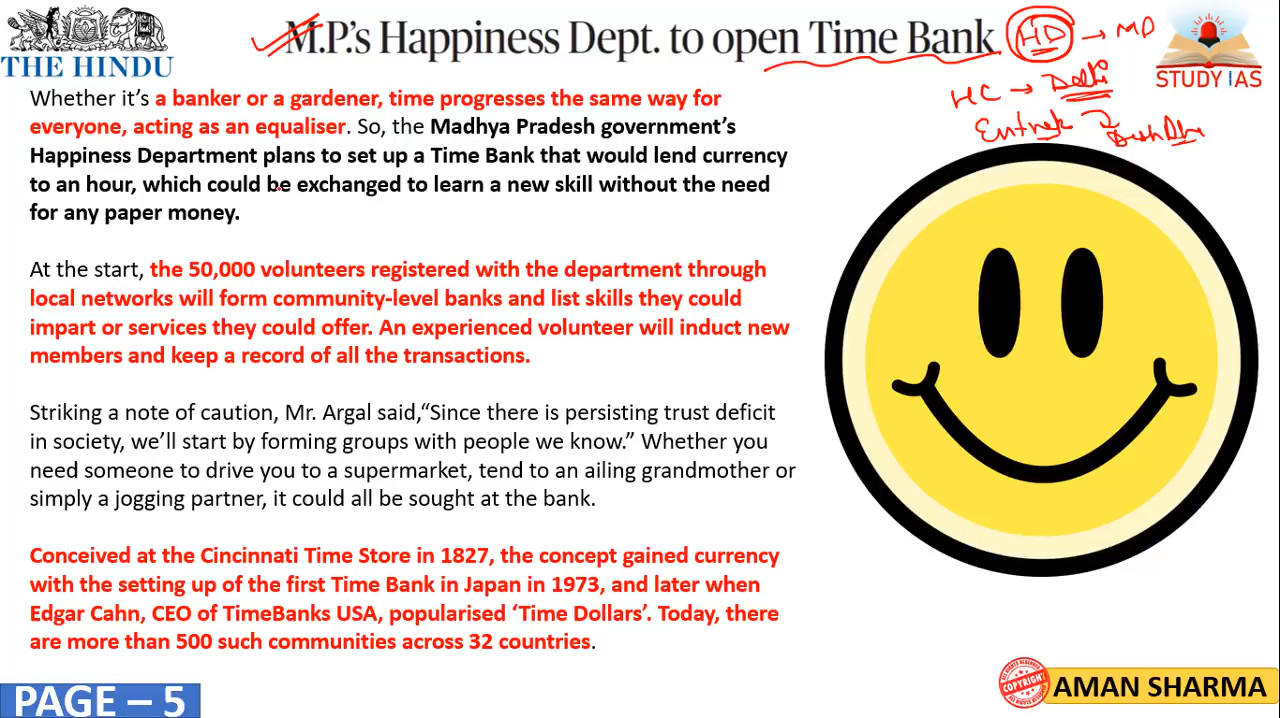 M.P.'s Happiness Dept. to open Time Bank
HD → MP
HC → Delhi
THE HINDU
STUDY IAS
Whether it's a banker or a gardener, time progresses the same way for
everyone, acting as an equaliser. So, the Madhya Pradesh government's
Happiness Department plans to set up a Time Bank that would lend currency
to an hour, which could be exchanged to learn a new skill without the need
for any paper money.
At the start, the 50,000 volunteers registered with the department through
local networks will form community-level banks and list skills they could
impart or services they could offer. An experienced volunteer will induct new
members and keep a record of all the transactions.
Striking a note of caution, Mr. Argal said,“Since there is persisting trust deficit
in society, we'll start by forming groups with people we know.” Whether you
need someone to drive you to a supermarket, tend to an ailing grandmother or
simply a jogging partner, it could all be sought at the bank.
Conceived at the Cincinnati Time Store in 1827, the concept gained currency
with the setting up of the first Time Bank in Japan in 1973, and later when
Edgar Cahn, CEO of TimeBanks USA, popularised ‘Time Dollars’. Today, there
are more than 500 such communities across 32 countries.
COPYRIGHT
AMAN SHARMA
PAGE – 5